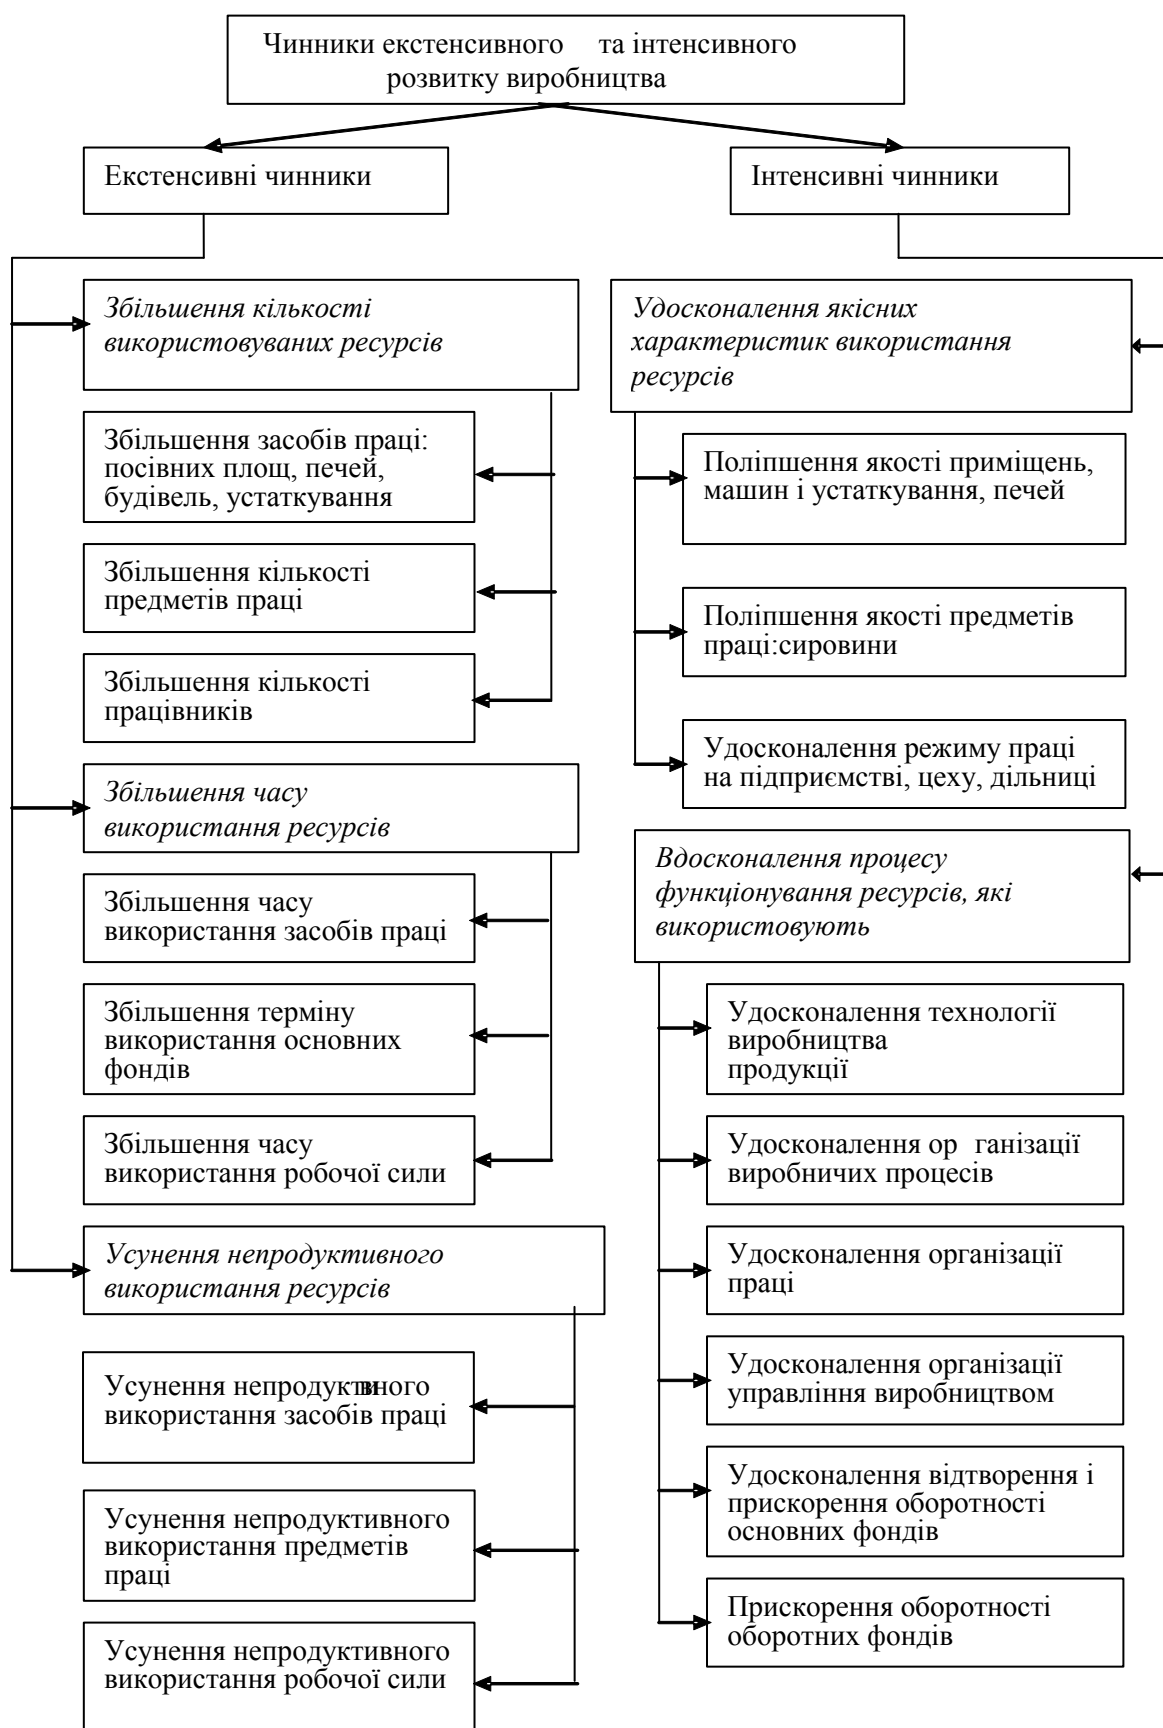 Чинники екстенсивного та інтенсивного
розвитку виробництва
Екстенсивні чинники
Інтенсивні чинники
Збільшення кількості
використовуваних ресурсів
Збільшення засобів праці:
посівних площ, печей,
будівель, устаткування
Збільшення кількості
предметів праці
Збільшення кількості
працівників
Збільшення часу
використання ресурсів
Збільшення часу
використання засобів праці
Збільшення терміну
використання основних
фондів
Збільшення часу
використання робочої сили
Усунення непродуктивного
використання ресурсів
Усунення непродуктивного
використання засобів праці
Усунення непродуктивного
використання предметів
праці
Усунення непродуктивного
використання робочої сили
Удосконалення якісних
характеристик використання
ресурсів
Поліпшення якості приміщень,
машин і устаткування, печей
Поліпшення якості предметів
праці:сировини
Удосконалення режиму праці
на підприємстві, цеху, дільниці
Вдосконалення процесу
функціонування ресурсів, які
використовують
Удосконалення технології
виробництва
продукції
Удосконалення ор ганізації
виробничих процесів
Удосконалення організації
праці
Удосконалення організації
управління виробництвом
Удосконалення відтворення і
прискорення оборотності
основних фондів
Прискорення оборотності
оборотних фондів